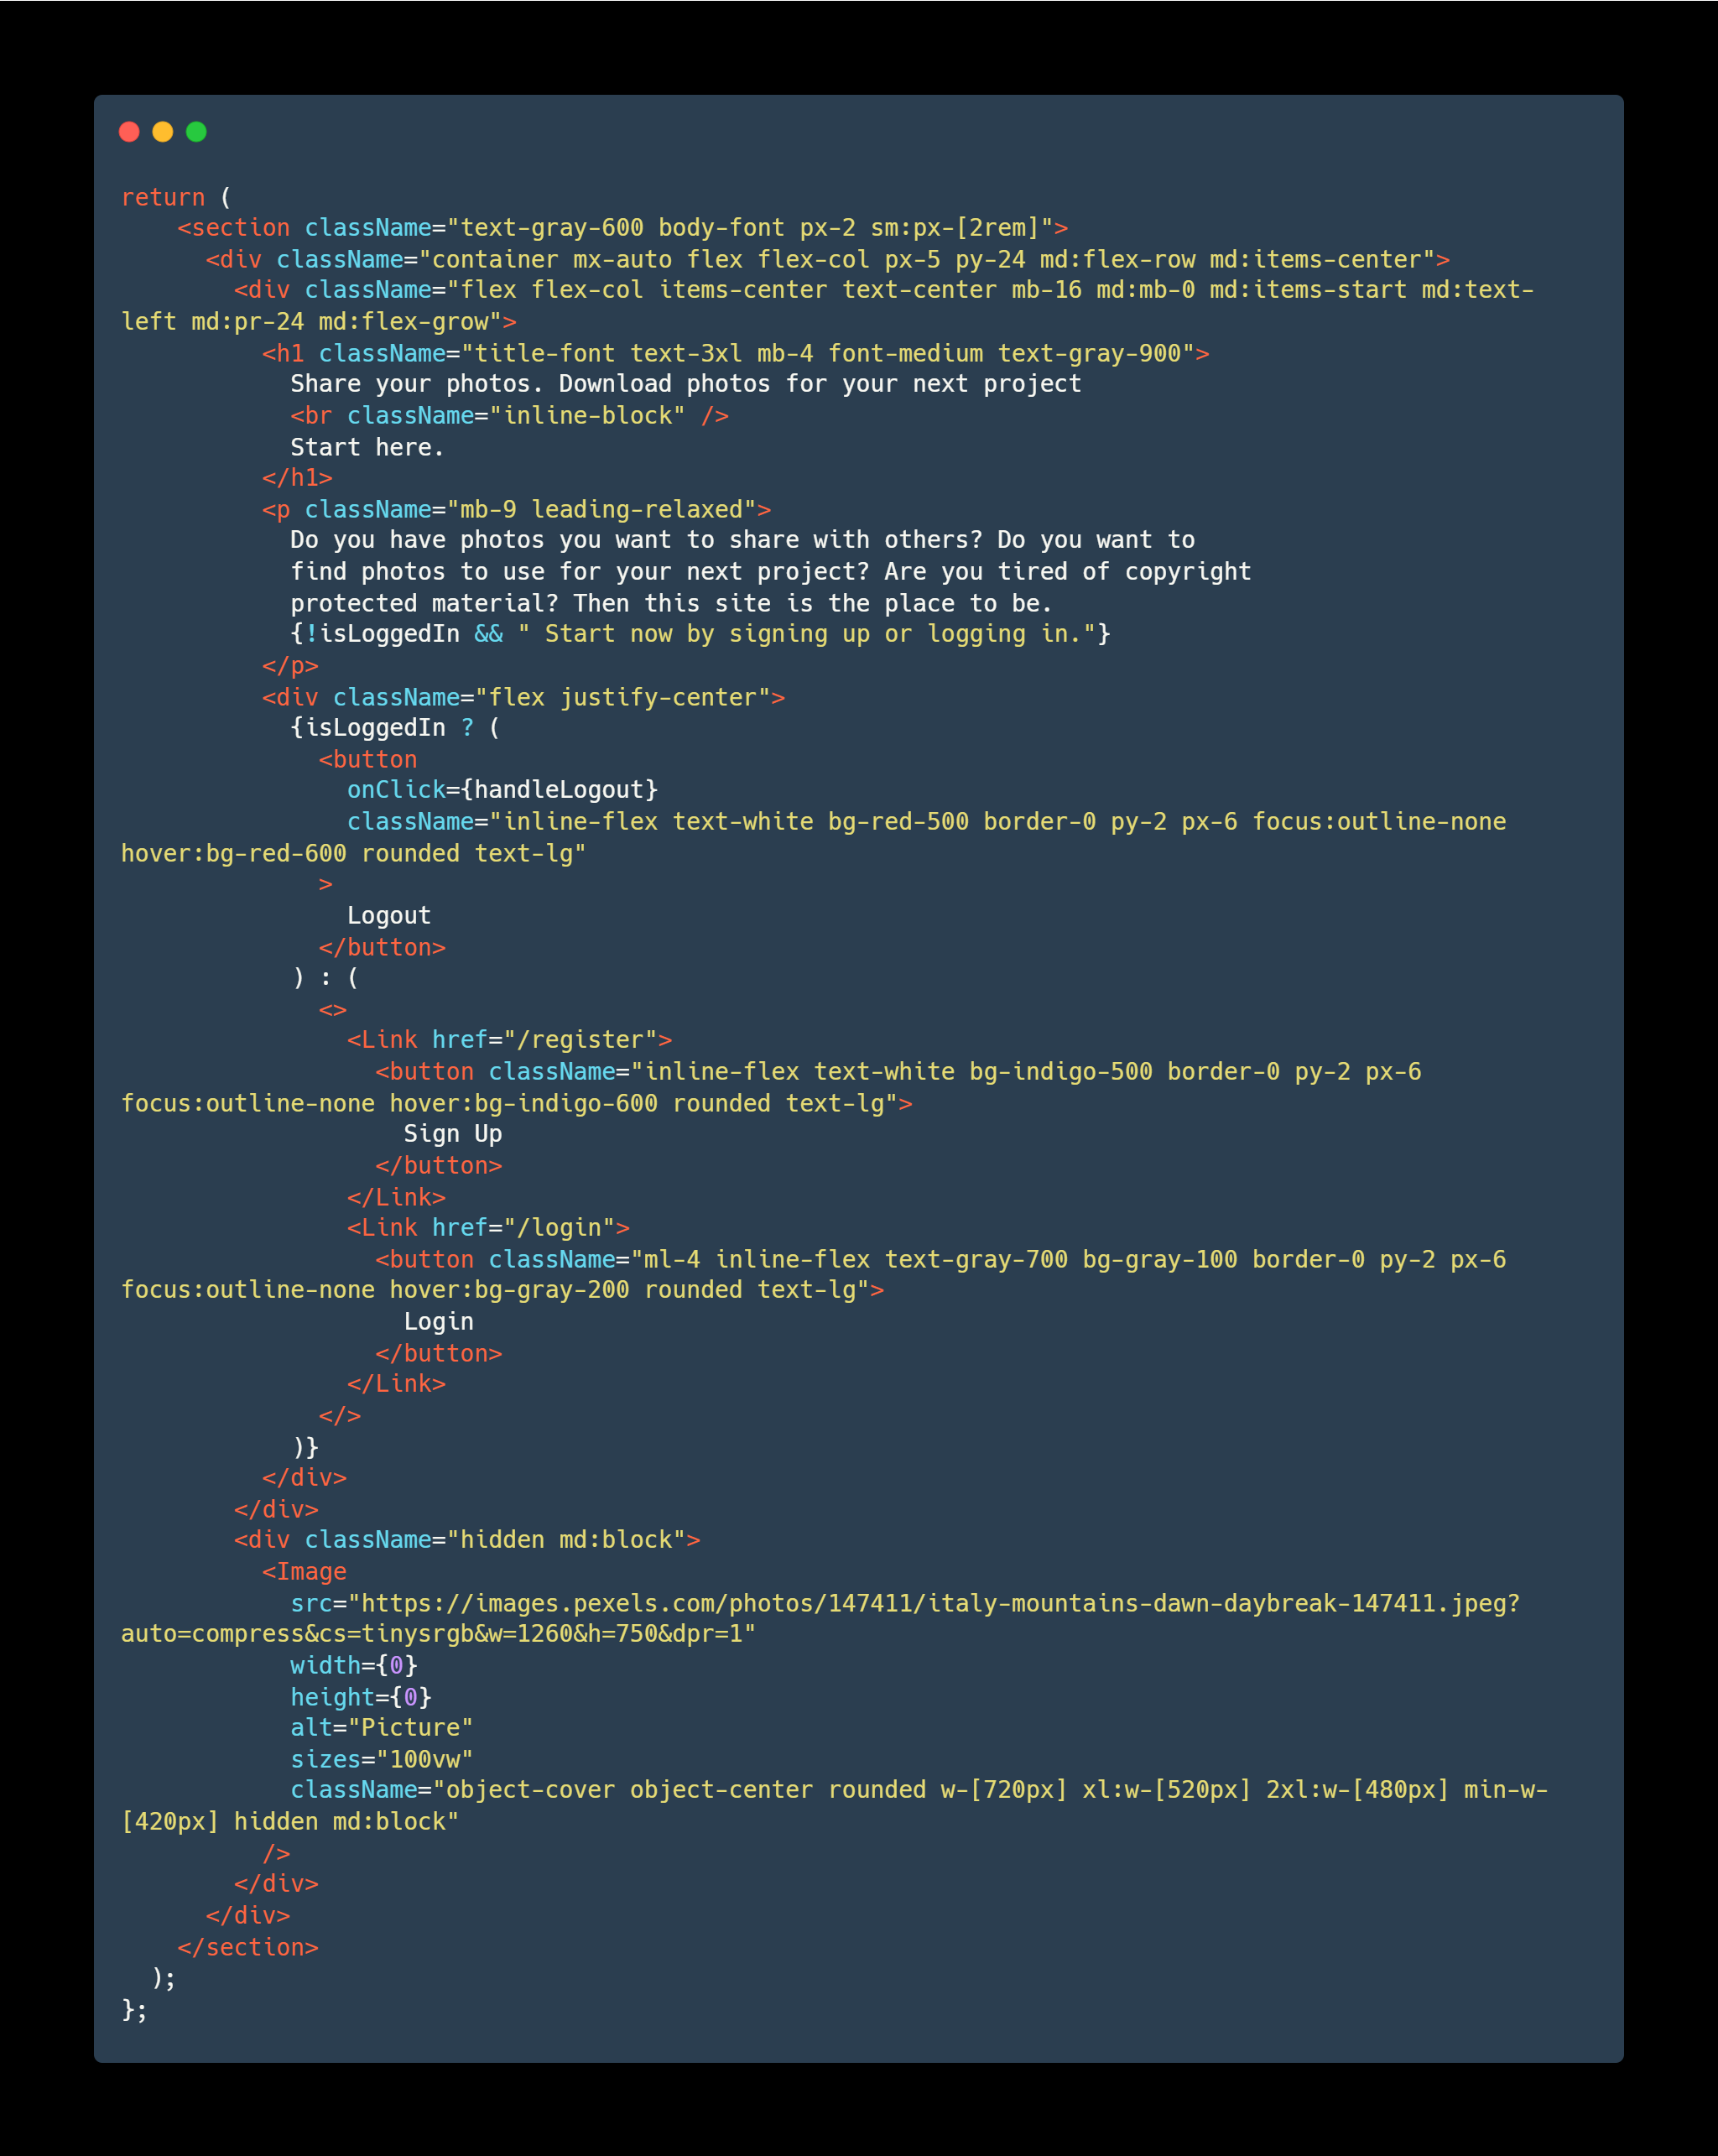 return (
    <section className="text-gray-600 body-font px-2 sm:px-[2rem]">
      <div className="container mx-auto flex flex-col px-5 py-24 md:flex-row md:items-center">
        <div className="flex flex-col items-center text-center mb-16 md:mb-0 md:items-start md:text-
left md:pr-24 md:flex-grow">
          <h1 className="title-font text-3xl mb-4 font-medium text-gray-900">
            Share your photos. Download photos for your next project
            <br className="inline-block" />
            Start here.
          </h1>
          <p className="mb-9 leading-relaxed">
            Do you have photos you want to share with others? Do you want to
            find photos to use for your next project? Are you tired of copyright
            protected material? Then this site is the place to be.
            {!isLoggedIn && " Start now by signing up or logging in."}
          </p>
          <div className="flex justify-center">
            {isLoggedIn ? (
              <button
                onClick={handleLogout}
                className="inline-flex text-white bg-red-500 border-0 py-2 px-6 focus:outline-none
hover:bg-red-600 rounded text-lg"
              >
                Logout
              </button>
            ) : (
              <>
                <Link href="/register">
                  <button className="inline-flex text-white bg-indigo-500 border-0 py-2 px-6
focus:outline-none hover:bg-indigo-600 rounded text-lg">
                    Sign Up
                  </button>
                </Link>
                <Link href="/login">
                  <button className="ml-4 inline-flex text-gray-700 bg-gray-100 border-0 py-2 px-6
focus:outline-none hover:bg-gray-200 rounded text-lg">
                    Login
                  </button>
                </Link>
              </>
            )}
          </div>
        </div>
        <div className="hidden md:block">
          <Image
            src="https://images.pexels.com/photos/147411/italy-mountains-dawn-daybreak-147411.jpeg?
auto=compress&cs=tinysrgb&w=1260&h=750&dpr=1"
            width={0}
            height={0}
            alt="Picture"
            sizes="100vw"
            className="object-cover object-center rounded w-[720px] xl:w-[520px] 2xl:w-[480px] min-w-
[420px] hidden md:block"
          />
        </div>
      </div>
    </section>
  );
};